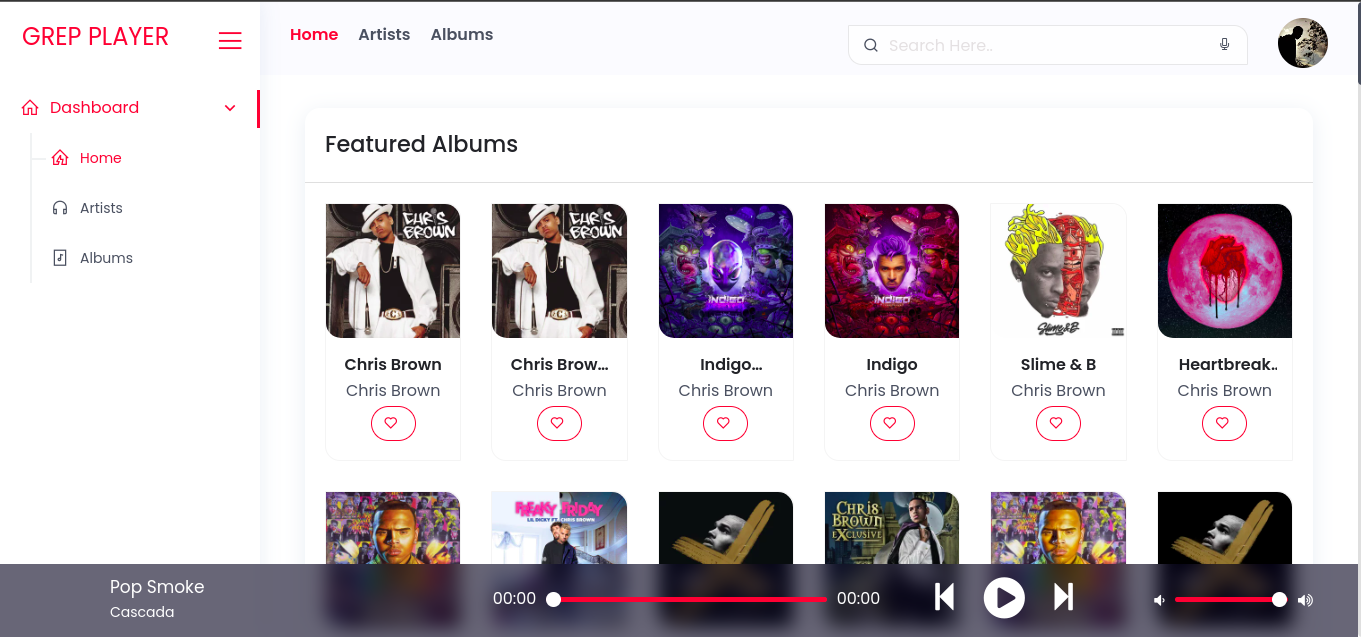 GREP PLAYER
Home Artists Albums
Search Here..
Dashboard
Home
Artists
Albums
Featured Albums
CHRIS BROWN
CHRIS BROWN
INDIGO
INDIGO
Slime & B
Chris Brown
Chris Brown
Chris Brow...
Chris Brown
Indigo...
Chris Brown
Indigo
Chris Brown
Slime & B
Chris Brown
Heartbreak..
Chris Brown
FREAKY FRIDAY
LIL DICKY FT. CHRIS BROWN
CHRIS BROWN
EXCLUSIVE
Pop Smoke
Cascada
00:00
00:00